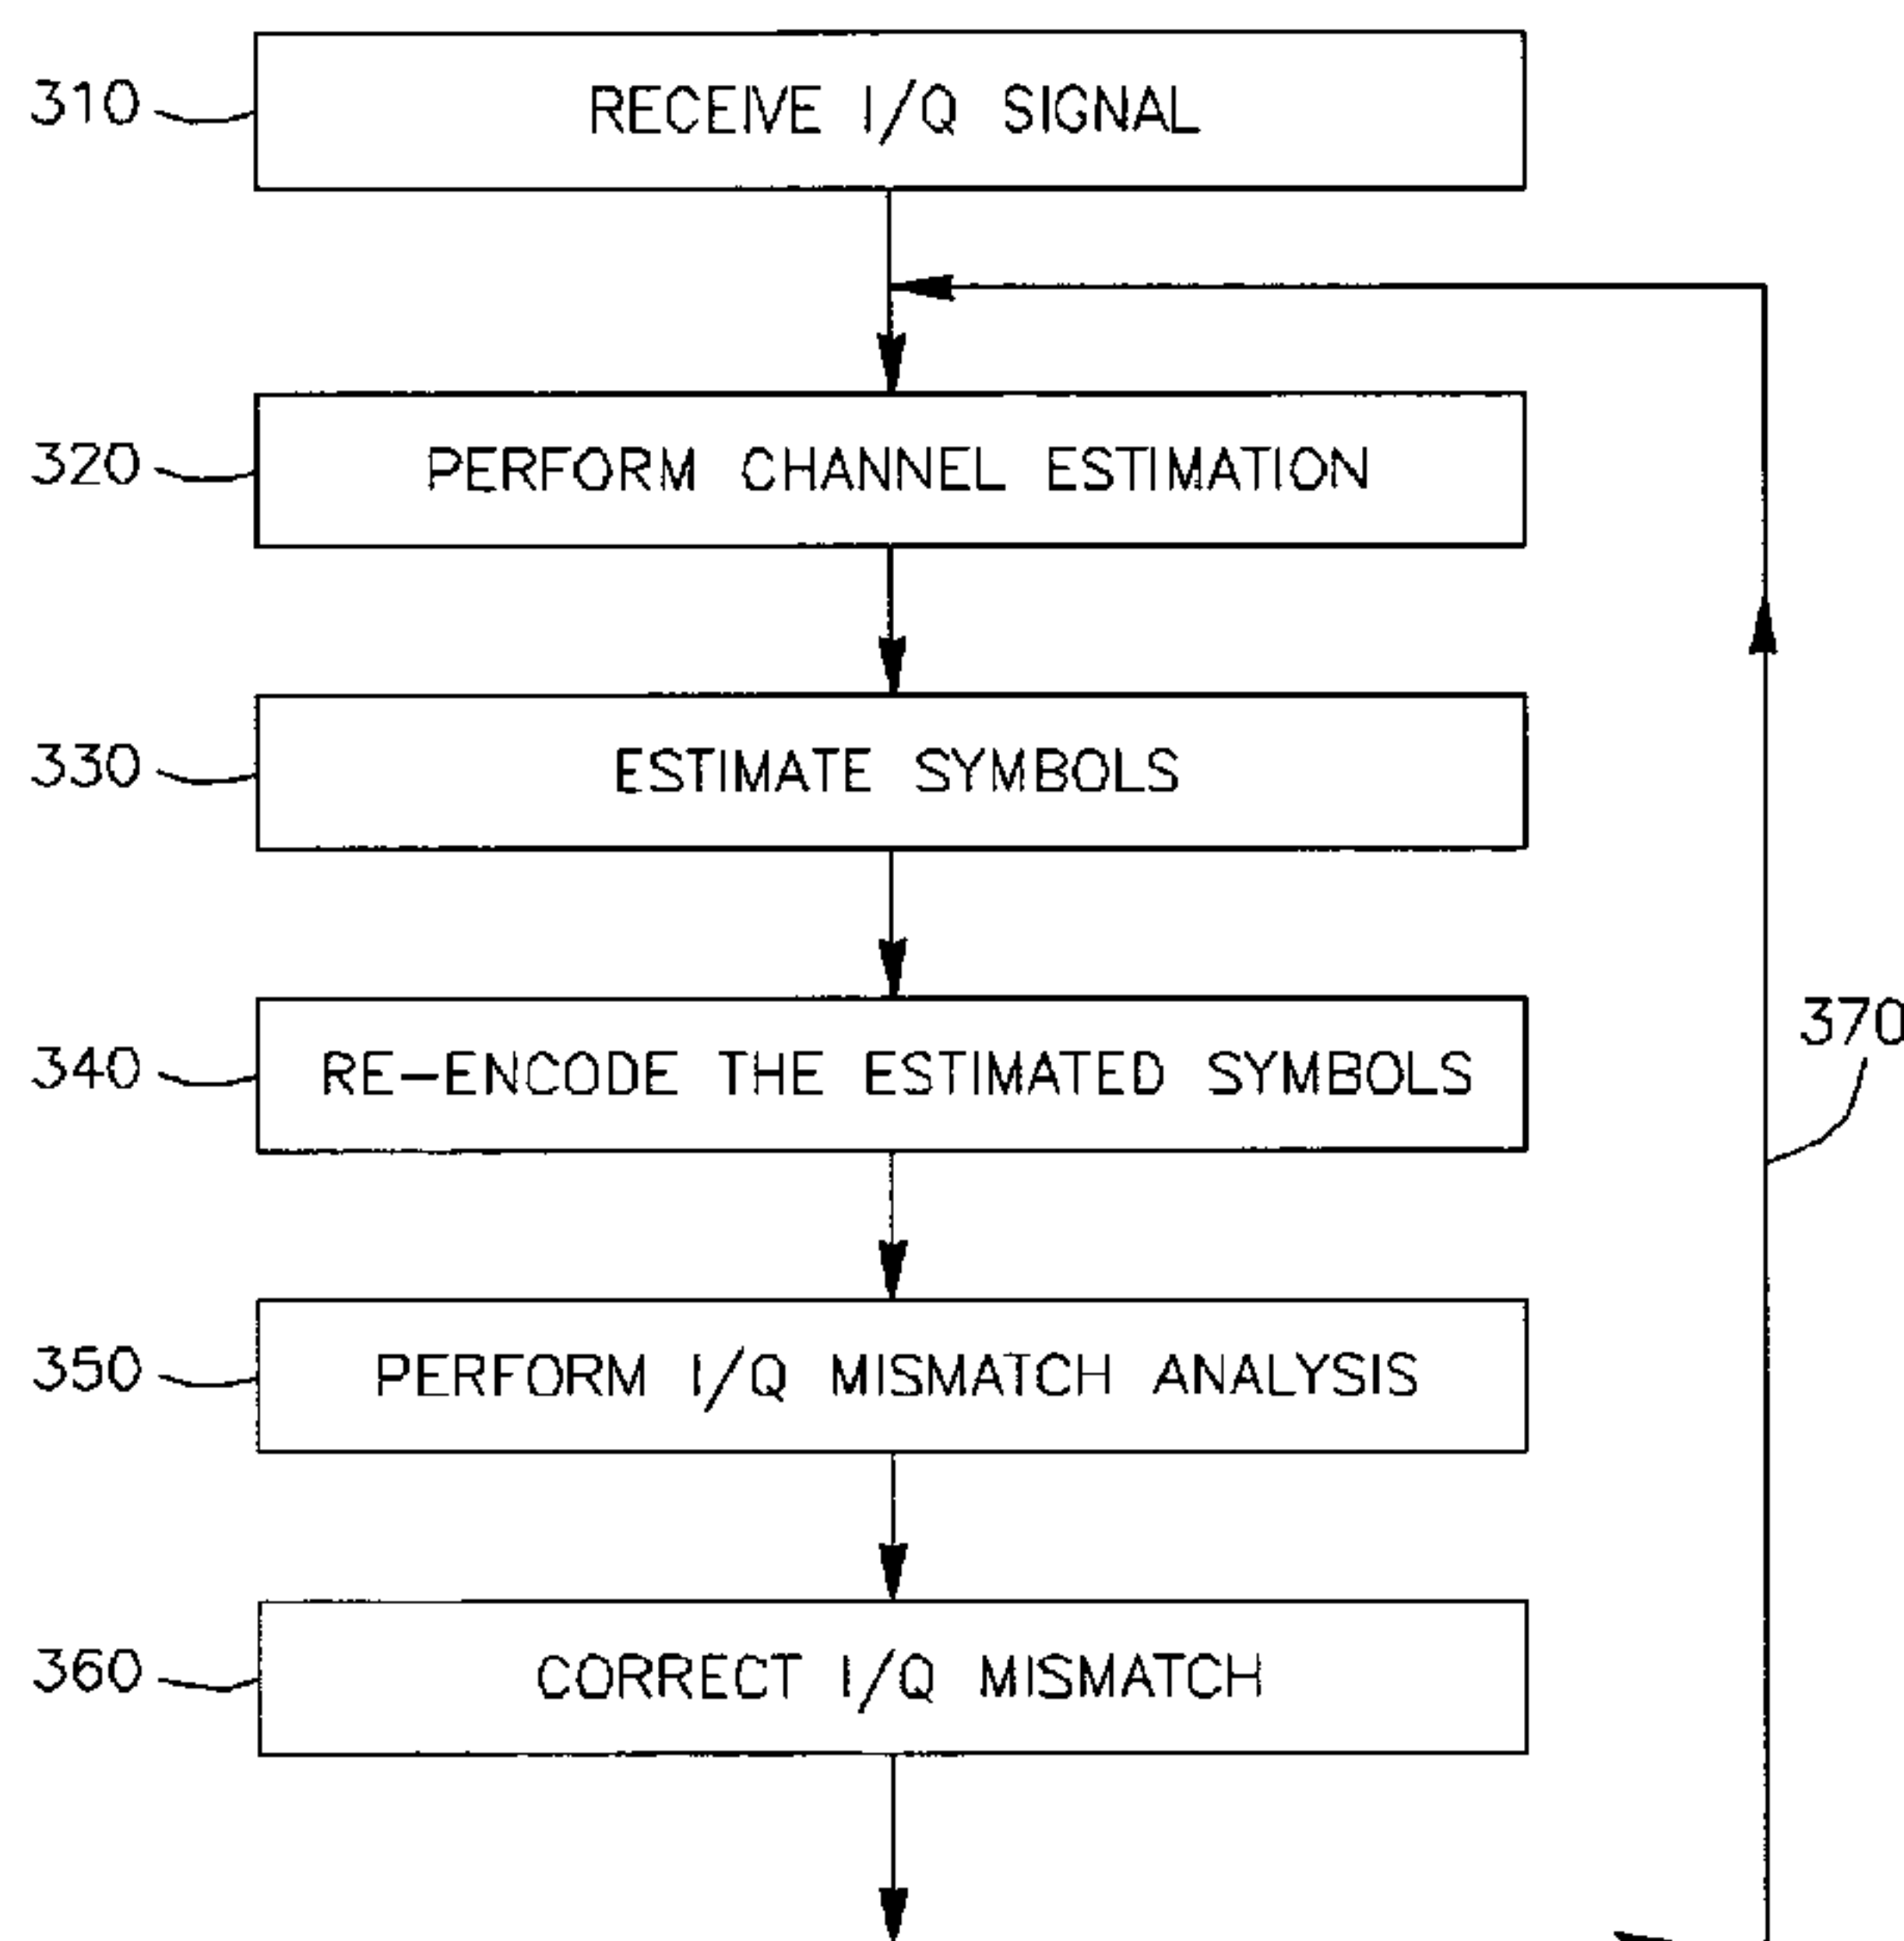 310 RECEIVE I/Q SIGNAL
320 PERFORM CHANNEL ESTIMATION
330 ESTIMATE SYMBOLS
340 RE-ENCODE THE ESTIMATED SYMBOLS
370
350 PERFORM I/Q MISMATCH ANALYSIS
360 CORRECT I/Q MISMATCH